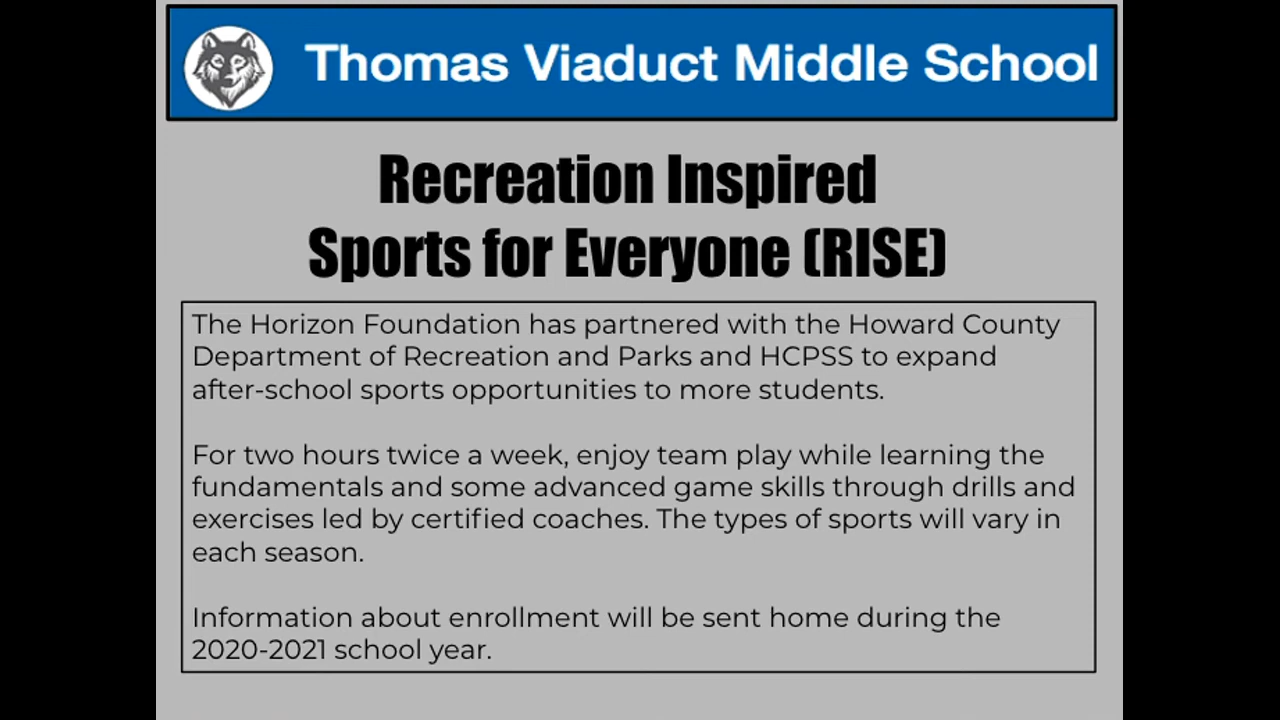 Thomas Viaduct Middle School
Recreation Inspired
Sports for Everyone (RISE)
The Horizon Foundation has partnered with the Howard County
Department of Recreation and Parks and HCPSS to expand
after-school sports opportunities to more students.
For two hours twice a week, enjoy team play while learning the
fundamentals and some advanced game skills through drills and
exercises led by certified coaches. The types of sports will vary in
each season.
Information about enrollment will be sent home during the
2020-2021 school year.